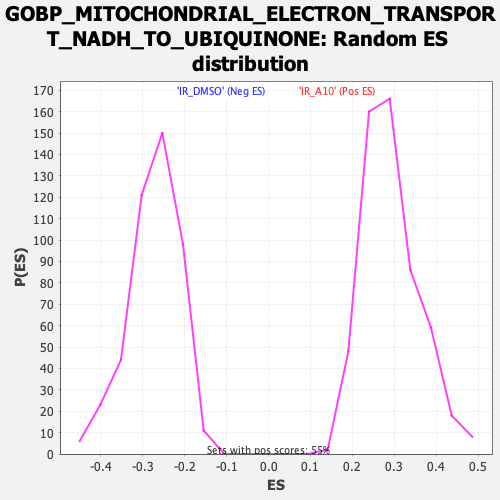 GOBP_MITOCHONDRIAL_ELECTRON_TRANSPOR
T_NADH_TO_UBIQUINONE: Random ES
distribution
'IR_DMSO' (Neg ES) 'IR_A10' (Pos ES)
170
160
150
140
130
120
110
100
90
80
70
60
50
40
30
20
10
0
P(ES)
Sets with pos scores: 55%
-0.4 -0.3 -0.2 -0.1 0.0 0.1 0.2 0.3 0.4 0.5
ES